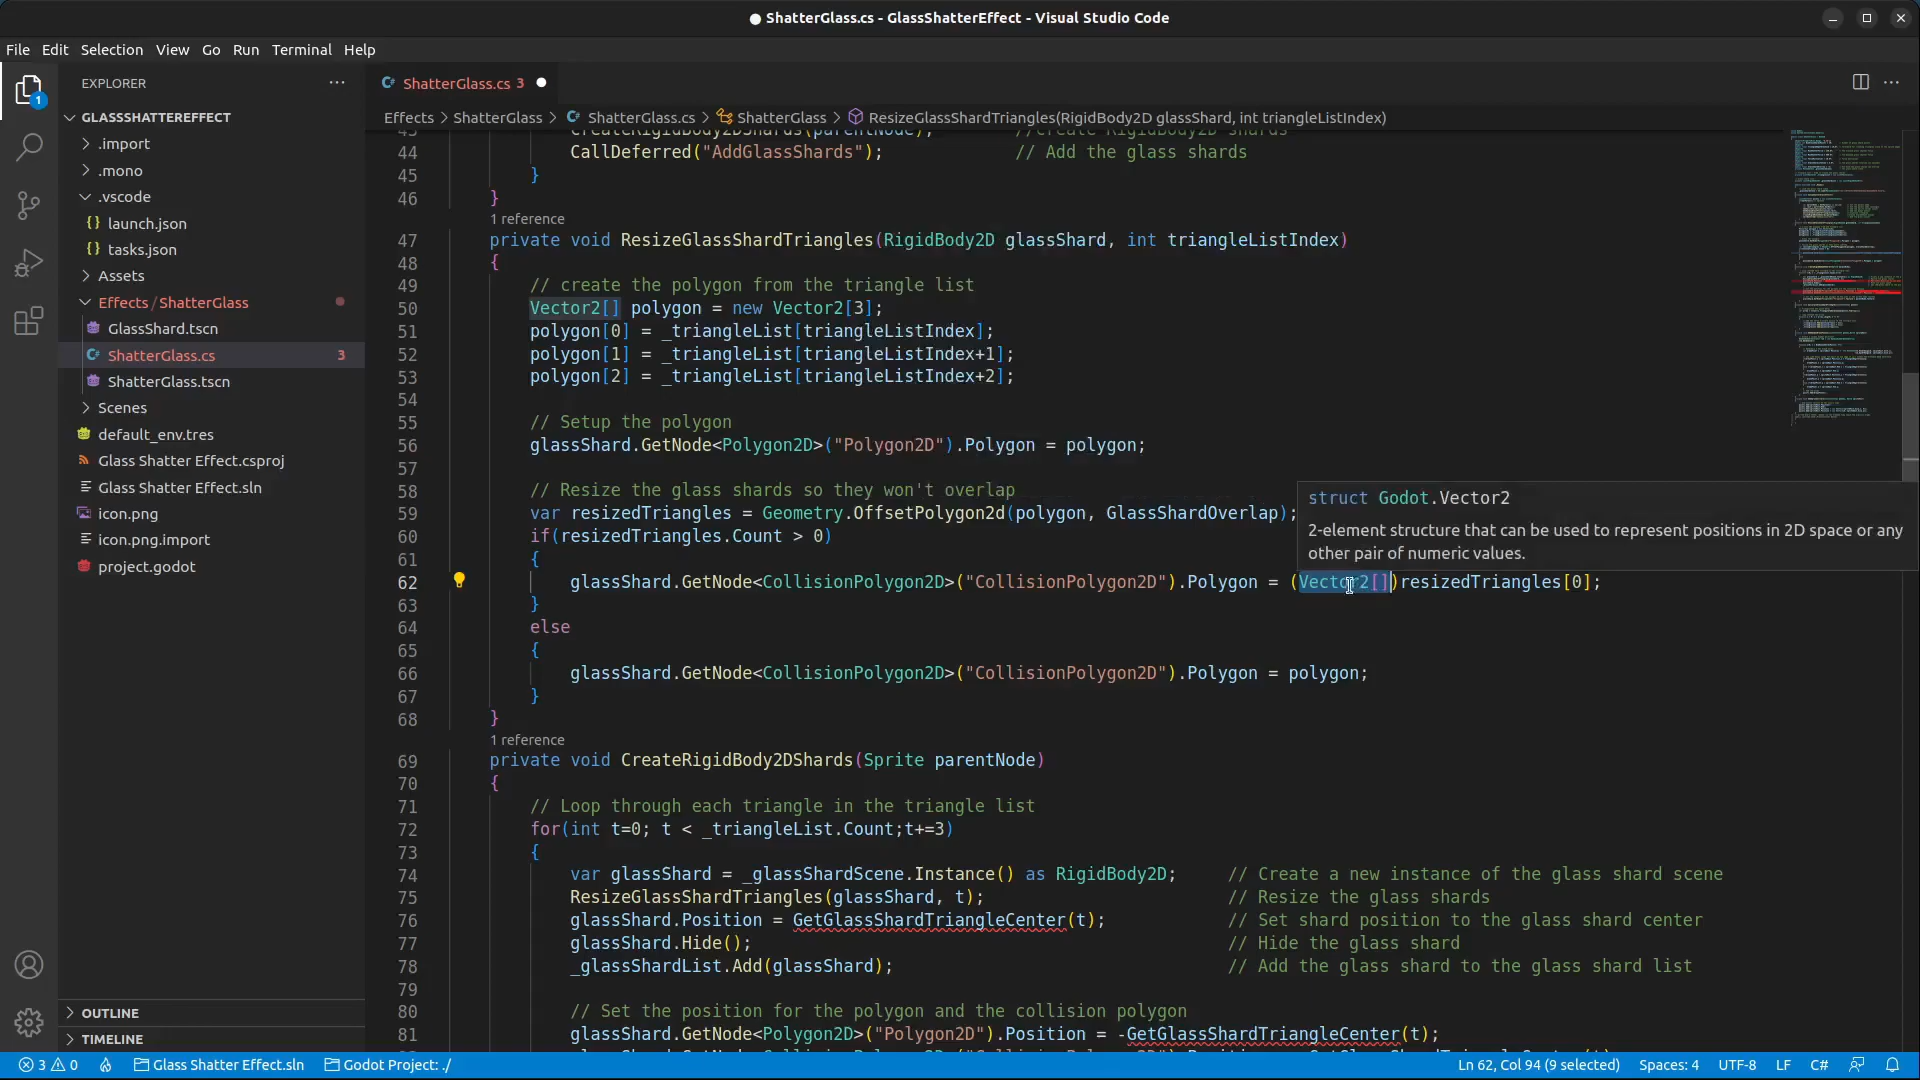 ShatterGlass.cs - GlassShatterEffect - Visual Studio Code
File Edit Selection View Go Run Terminal Help
EXPLORER
ShatterGlass.cs 3
1
GLASSSHATTEREFFECT
Effects > ShatterGlass > ShatterGlass.cs > ShatterGlass > ResizeGlassShardTriangles(RigidBody2D glassShard, int triangleListIndex)
.import
.mono
.vscode
launch.json
tasks.json
Assets
Effects / ShatterGlass
GlassShard.tscn
ShatterGlass.cs 3
ShatterGlass.tscn
Scenes
default_env.tres
Glass Shatter Effect.csproj
Glass Shatter Effect.sln
icon.png
icon.png.import
project.godot
OUTLINE
TIMELINE
43 CreateRigidBody2DShards(parentNode); //Create RigidBody2D shards
44 CallDeferred("AddGlassShards"); // Add the glass shards
45 }
46 }
1 reference
47 private void ResizeGlassShardTriangles(RigidBody2D glassShard, int triangleListIndex)
48 {
49 // create the polygon from the triangle list
50 Vector2[] polygon = new Vector2[3];
51 polygon[0] = _triangleList[triangleListIndex];
52 polygon[1] = _triangleList[triangleListIndex+1];
53 polygon[2] = _triangleList[triangleListIndex+2];
54
55 // Setup the polygon
56 glassShard.GetNode<Polygon2D>("Polygon2D").Polygon = polygon;
57
58 // Resize the glass shards so they won't overlap
59 var resizedTriangles = Geometry.OffsetPolygon2d(polygon, GlassShardOverlap);
60 if(resizedTriangles.Count > 0)
61 {
62 glassShard.GetNode<CollisionPolygon2D>("CollisionPolygon2D").Polygon = (Vector2[])resizedTriangles[0];
63 }
64 else
65 {
66 glassShard.GetNode<CollisionPolygon2D>("CollisionPolygon2D").Polygon = polygon;
67 }
68 }
1 reference
69 private void CreateRigidBody2DShards(Sprite parentNode)
70 {
71 // Loop through each triangle in the triangle list
72 for(int t=0; t < _triangleList.Count;t+=3)
73 {
74 var glassShard = _glassShardScene.Instance() as RigidBody2D; // Create a new instance of the glass shard scene
75 ResizeGlassShardTriangles(glassShard, t); // Resize the glass shards
76 glassShard.Position = GetGlassShardTriangleCenter(t); // Set shard position to the glass shard center
77 glassShard.Hide(); // Hide the glass shard
78 _glassShardList.Add(glassShard); // Add the glass shard to the glass shard list
79
80 // Set the position for the polygon and the collision polygon
81 glassShard.GetNode<Polygon2D>("Polygon2D").Position = -GetGlassShardTriangleCenter(t);
struct Godot.Vector2
2-element structure that can be used to represent positions in 2D space or any
other pair of numeric values.
3 0 Glass Shatter Effect.sln Godot Project: ./ Ln 62, Col 94 (9 selected) Spaces: 4 UTF-8 LF C#